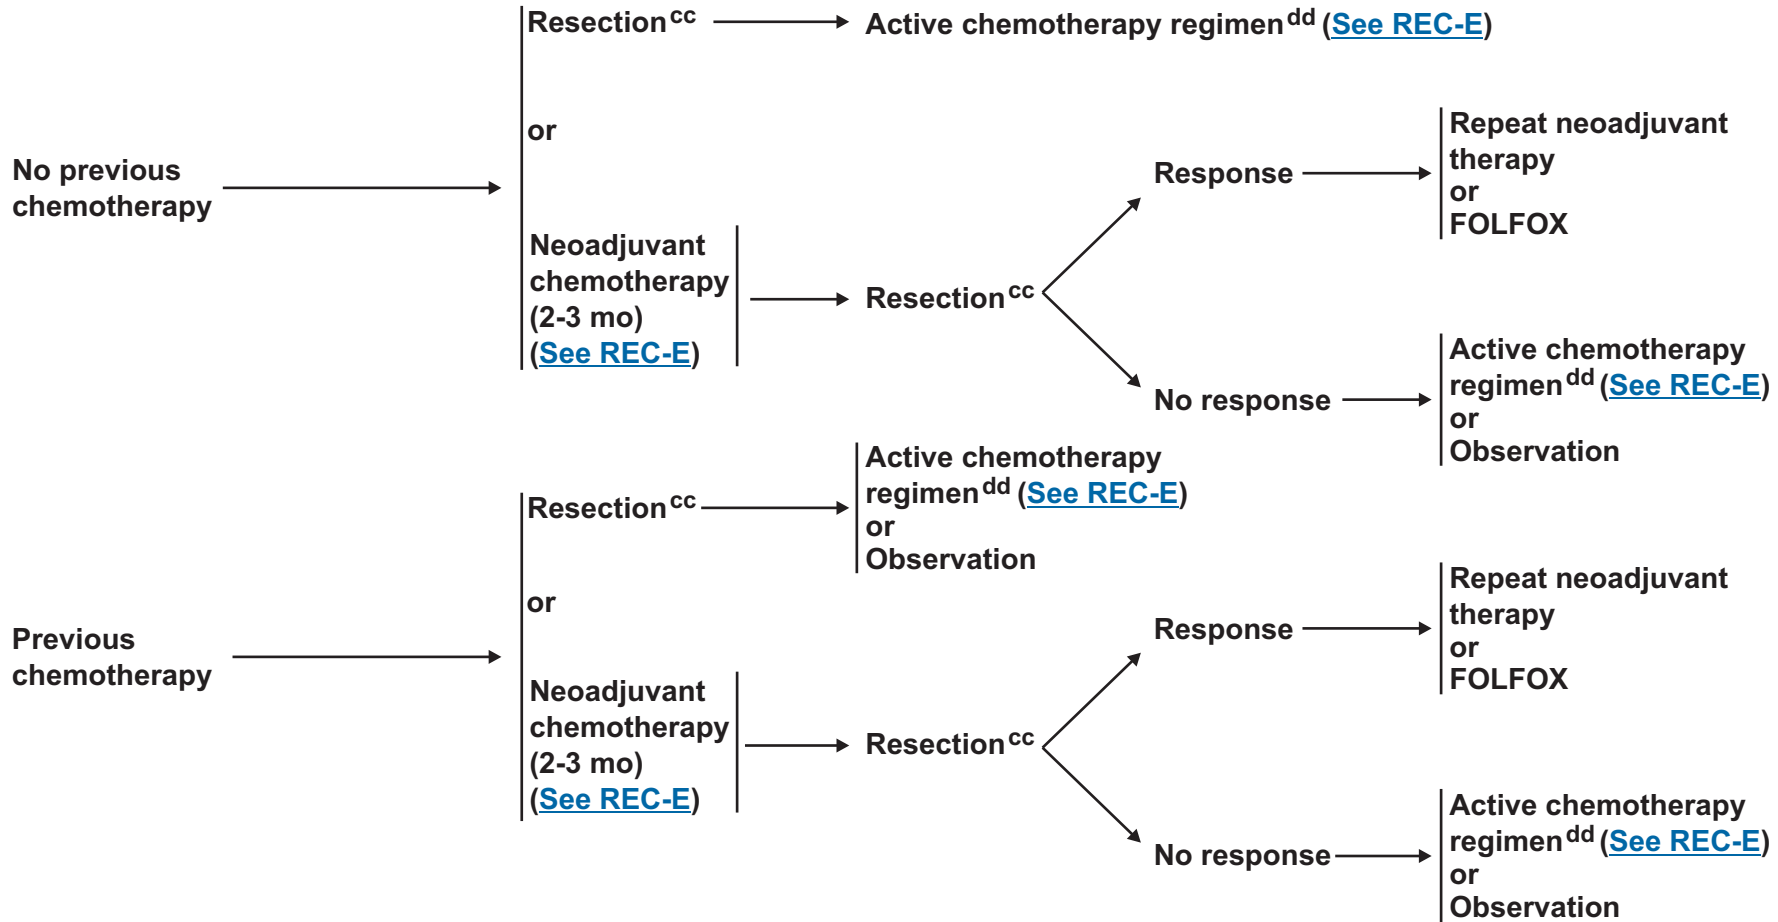 Resection cc
Active chemotherapy regimen dd (See REC-E)
or
No previous
chemotherapy
Neoadjuvant
chemotherapy
(2-3 mo)
(See REC-E)
Resection cc
Response
Repeat neoadjuvant
therapy
or
FOLFOX
No response
Active chemotherapy
regimen dd (See REC-E)
or
Observation
Resection cc
Active chemotherapy
regimen dd (See REC-E)
or
Observation
or
Previous
chemotherapy
Neoadjuvant
chemotherapy
(2-3 mo)
(See REC-E)
Resection cc
Response
Repeat neoadjuvant
therapy
or
FOLFOX
No response
Active chemotherapy
regimen dd (See REC-E)
or
Observation